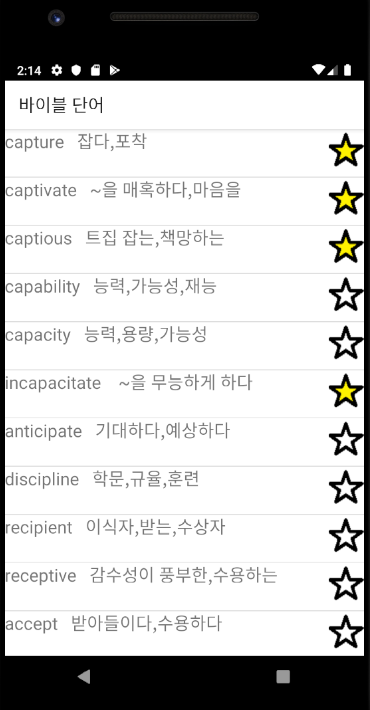 2:14
바이블 단어
capture 잡다,포착
captivate ~을 매혹하다,마음을
captious 트집 잡는,책망하는
capability 능력,가능성,재능
capacity 능력,용량,가능성
incapacitate ~을 무능하게 하다
anticipate 기대하다,예상하다
discipline 학문,규율,훈련
recipient 이식자,받는,수상자
receptive 감수성이 풍부한,수용하는
accept 받아들이다,수용하다